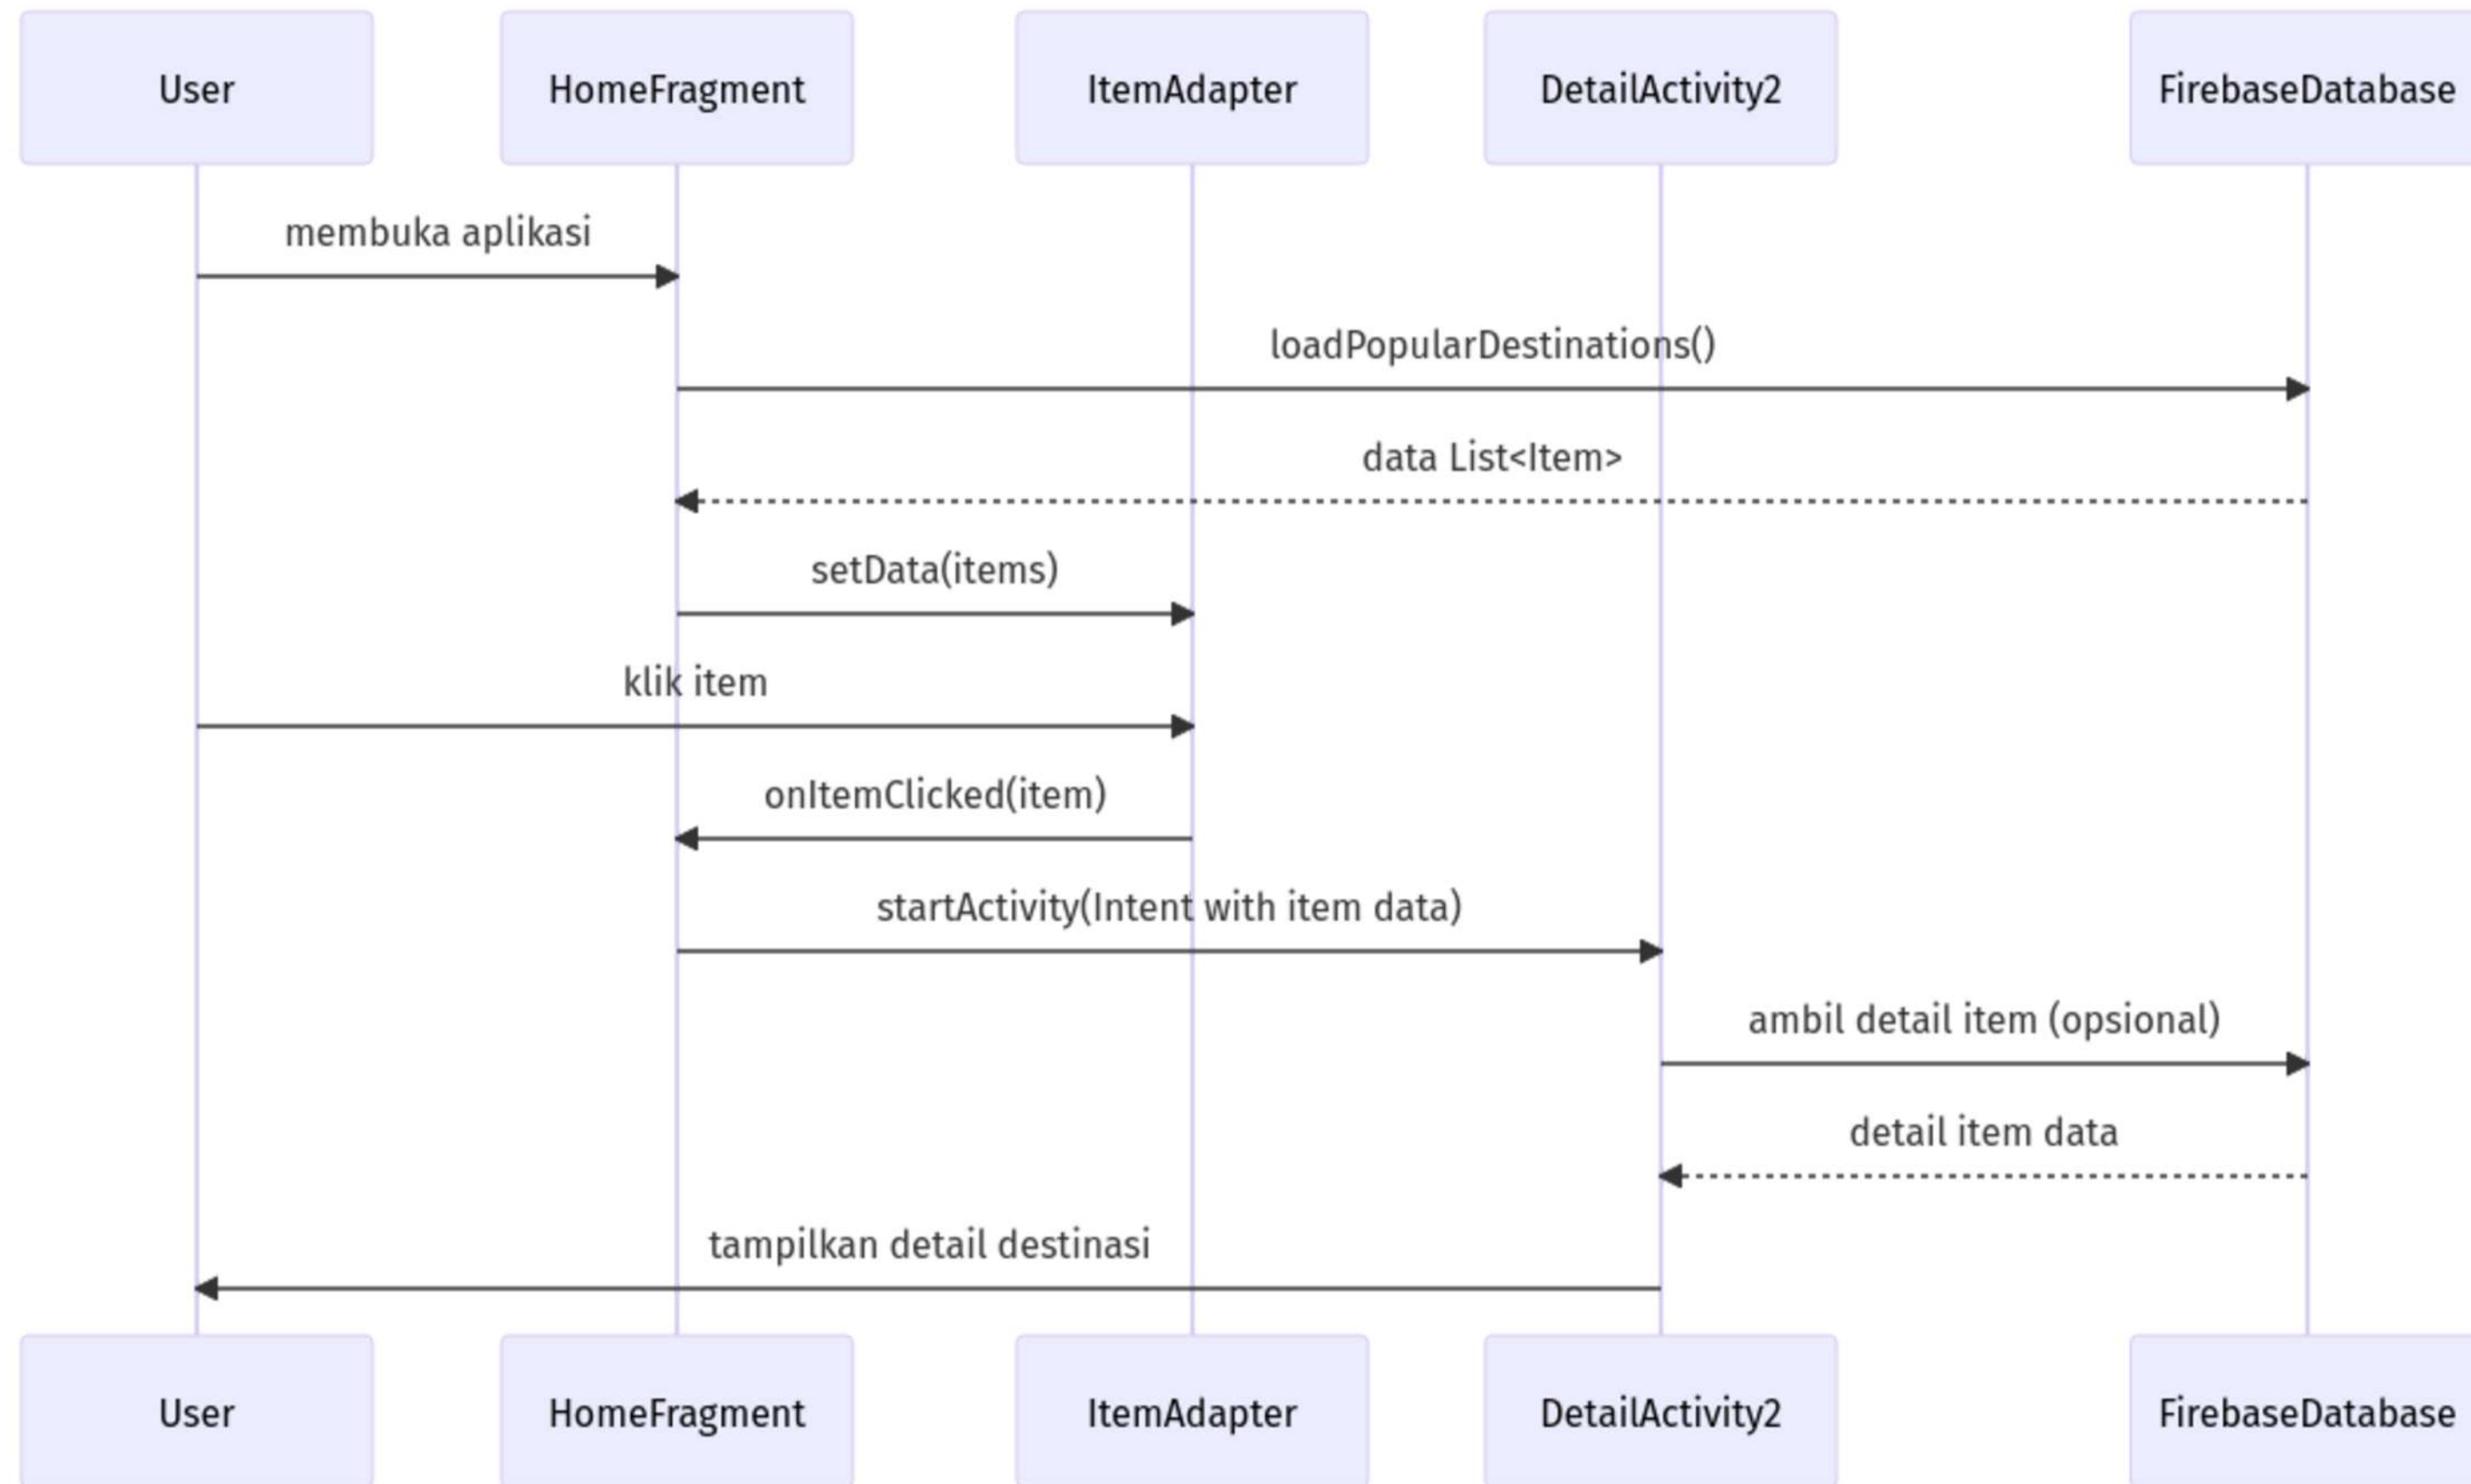 User
HomeFragment
ItemAdapter
DetailActivity2
FirebaseDatabase
membuka aplikasi
loadPopularDestinations()
data List<Item>
setData(items)
klik item
onItemClicked(item)
startActivity(Intent with item data)
ambil detail item (opsional)
detail item data
tampilkan detail destinasi
User
HomeFragment
ItemAdapter
DetailActivity2
FirebaseDatabase